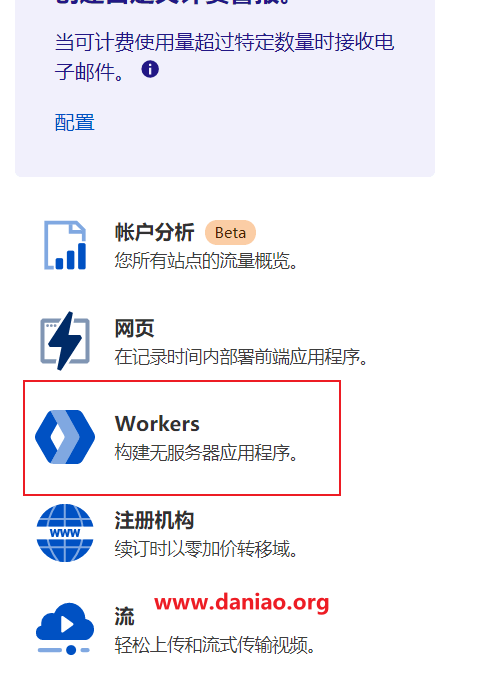 当可计费使用量超过特定数量时接收电
子邮件。
配置
帐户分析 Beta
您所有站点的流量概览。
网页
在记录时间内部署前端应用程序。
Workers
构建无服务器应用程序。
WWW
注册机构
续订时以零加价转移域。
www.daniao.org
流
轻松上传和流式传输视频。